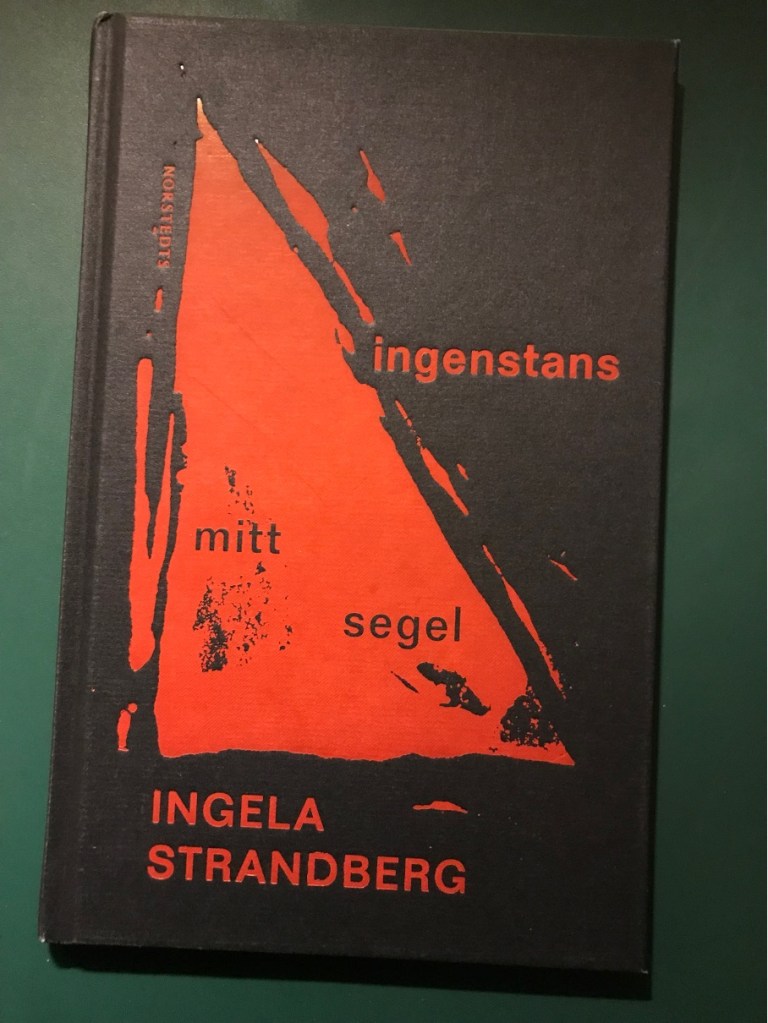 NORSTEDTS
ingenstans
mitt
segel
INGELA
STRANDBERG